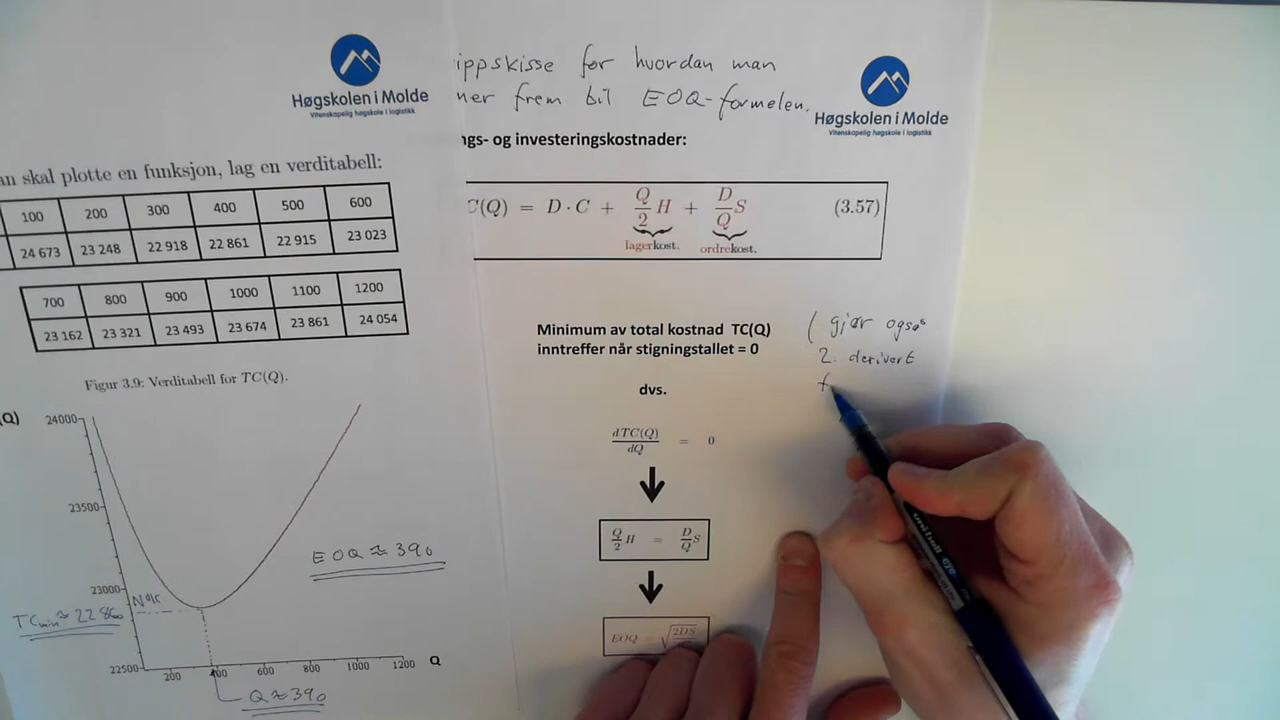 Høgskolen i Molde
Vitenskapelig høgskole i logistikk
an skal plotte en funksjon, lag en verditabell:
100 200 300 400 500 600
24 673 23 248 22 918 22 861 22 915 23 023
700 800 900 1000 1100 1200
23 162 23 321 23 493 23 674 23 861 24 054
Figur 3.9: Verditabell for TC(Q).
(Q)
24000
23500
23000
22500
200 400 600 800 1000 1200 Q
EOQ ≈ 390
TCmin ≈ 22 860
Q ≈ 390
ippskisse for hvordan man
mer frem til EOQ-formelen.
Høgskolen i Molde
Vitenskapelig høgskole i logistikk
ngs- og investeringskostnader:
C(Q) = D · C + Q/2 H + D/Q S (3.57)
lagerkost. ordrekost.
Minimum av total kostnad TC(Q)
inntreffer når stigningstallet = 0
dvs.
dTC(Q)/dQ = 0
Q/2 H = D/Q S
EOQ = √2DS
( gjør også
2. derivert
uni-ball eye